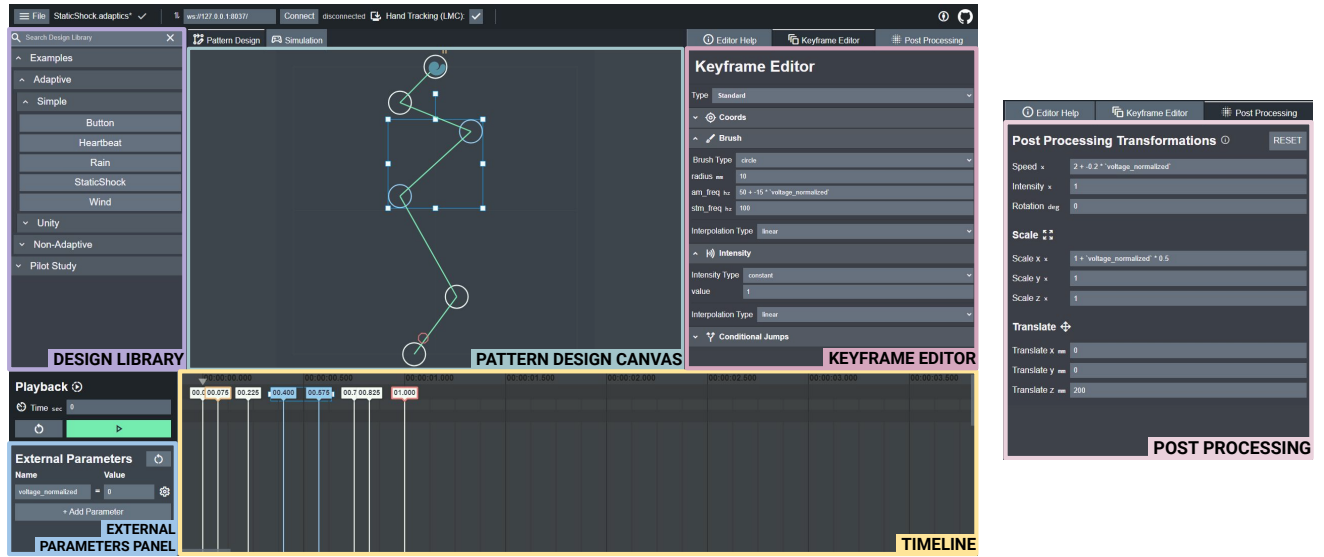 File StaticShock.adaptics* ws://127.0.0.1:8037/ Connect disconnected Hand Tracking (LMC):
Search Design Library
Examples
Adaptive
Simple
Button
Heartbeat
Rain
StaticShock
Wind
Unity
Non-Adaptive
Pilot Study
DESIGN LIBRARY
Pattern Design Simulation
PATTERN DESIGN CANVAS
Editor Help Keyframe Editor Post Processing
Keyframe Editor
Type Standard
Coords
Brush
Brush Type circle
radius mm 10
am_freq hz 50 + -15 * `voltage_normalized`
stm_freq hz 100
Interpolation Type linear
Intensity
Intensity Type constant
value 1
Interpolation Type linear
Conditional Jumps
KEYFRAME EDITOR
Playback
Time sec 0
External Parameters
Name Value
voltage_normalized = 0
+ Add Parameter
EXTERNAL
PARAMETERS PANEL
00:00:00.000 00:00:00.500 00:00:01.000 00:00:01.500 00:00:02.000 00:00:02.500 00:00:03.000 00:00:03.500
00.075 00.225 00.400 00.575 00.7 00.825 01.000
TIMELINE
Editor Help Keyframe Editor Post Processing
Post Processing Transformations RESET
Speed x 2 + -0.2 * `voltage_normalized`
Intensity x 1
Rotation deg 0
Scale
Scale x x 1 + `voltage_normalized` * 0.5
Scale y x 1
Scale z x 1
Translate
Translate x mm 0
Translate y mm 0
Translate z mm 200
POST PROCESSING